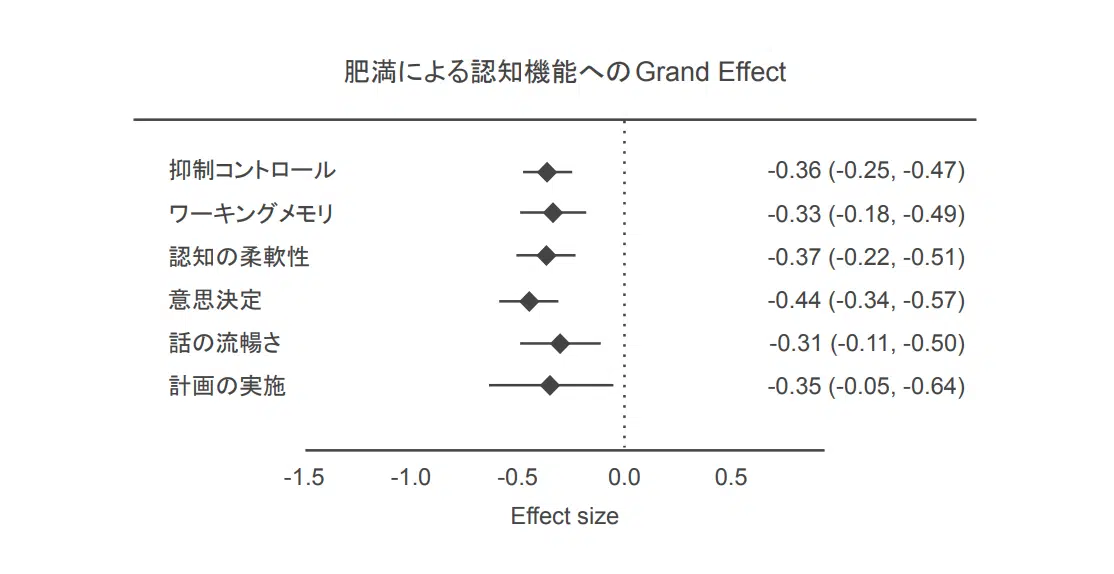 肥満による認知機能へのGrand Effect
抑制コントロール -0.36 (-0.25, -0.47)
ワーキングメモリ -0.33 (-0.18, -0.49)
認知の柔軟性 -0.37 (-0.22, -0.51)
意思決定 -0.44 (-0.34, -0.57)
話の流暢さ -0.31 (-0.11, -0.50)
計画の実施 -0.35 (-0.05, -0.64)
-1.5 -1.0 -0.5 0.0 0.5
Effect size